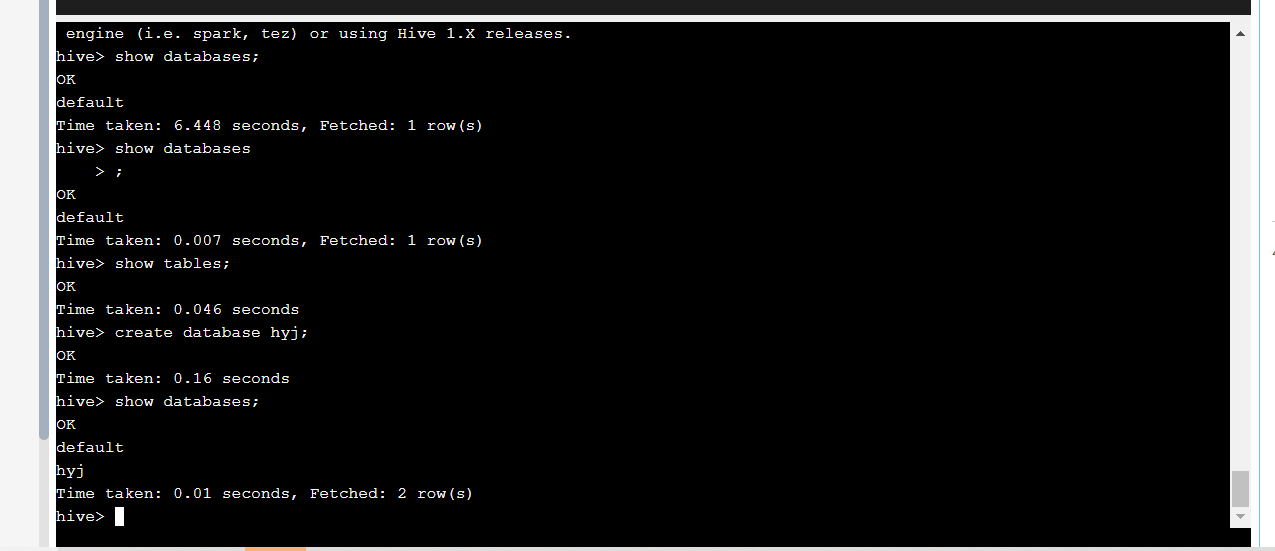 engine (i.e. spark, tez) or using Hive 1.X releases.
hive> show databases;
OK
default
Time taken: 6.448 seconds, Fetched: 1 row(s)
hive> show databases
    > ;
OK
default
Time taken: 0.007 seconds, Fetched: 1 row(s)
hive> show tables;
OK
Time taken: 0.046 seconds
hive> create database hyj;
OK
Time taken: 0.16 seconds
hive> show databases;
OK
default
hyj
Time taken: 0.01 seconds, Fetched: 2 row(s)
hive>